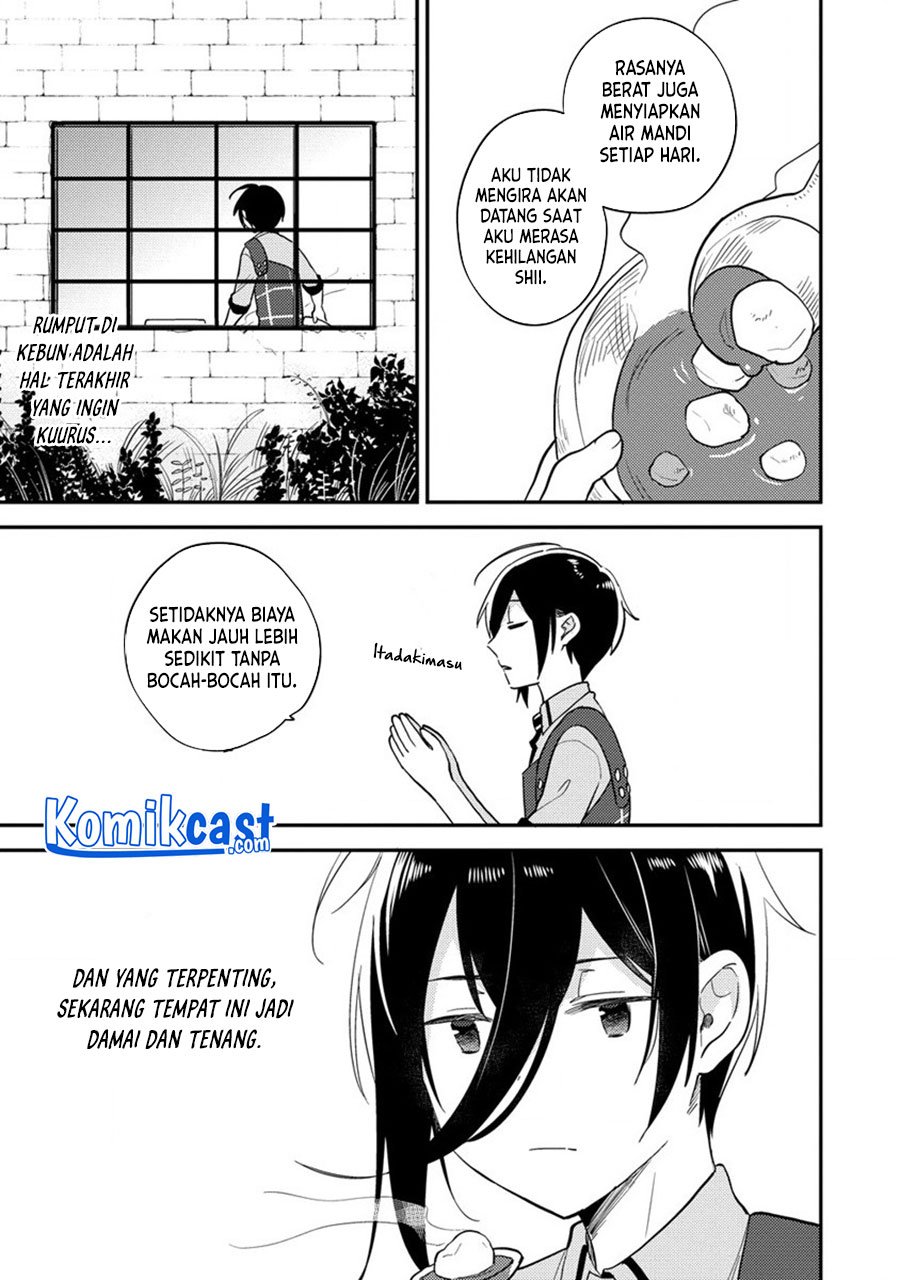 RASANYA
BERAT JUGA
MENYIAPKAN
AIR MANDI
SETIAP HARI.
AKU TIDAK
MENGIRA AKAN
DATANG SAAT
AKU MERASA
KEHILANGAN
SHII.
RUMPUT DI
KEBUN ADALAH
HAL TERAKHIR
YANG INGIN
KUURUS...
Itadakimasu
SETIDAKNYA BIAYA
MAKAN JAUH LEBIH
SEDIKIT TANPA
BOCAH-BOCAH ITU.
Komikcast
.com
DAN YANG TERPENTING,
SEKARANG TEMPAT INI JADI
DAMAI DAN TENANG.